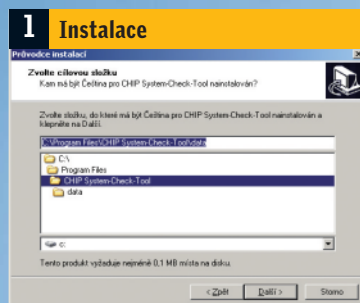 1 Instalace
Průvodce instalací
Zvolte cílovou složku
Kam má být Čeština pro CHIP System-Check-Tool nainstalován?
Zvolte složku, do které má být Čeština pro CHIP System-Check-Tool nainstalován a
klepněte na Další.
C:\Program Files\CHIP System-Check-Tool\data
C:\
Program Files
CHIP System-Check-Tool
data
c:
Tento produkt vyžaduje nejméně 0,1 MB místa na disku.
< Zpět Další > Storno